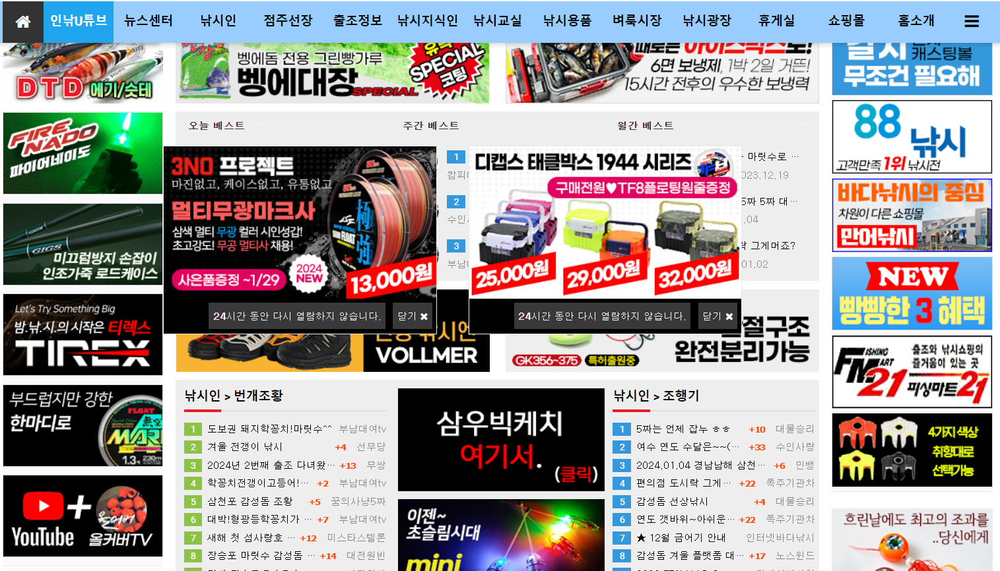 인낚U튜브 뉴스센터 낚시인 점주선장 출조정보 낚시지식인 낚시교실 낚시용품 벼룩시장 낚시광장 휴게실 쇼핑몰 홈소개
DTD 에기/슷테
벵에돔 전용 그린빵가루
벵에대장 SPECIAL
SPECIAL
코팅
6면 보냉제, 1박 2일 거뜬!
15시간 전후의 우수한 보냉력
캐스팅볼
무조건 필요해
FIRE
NADO
파이어네이도
GIGS
미끄럼방지 손잡이
인조가죽 로드케이스
Let's Try Something Big
밤.낚.시.의 시작은 티렉스
TIREX
부드럽지만 강한
한마디로
FLOAT
MARK
1.3
230m
YouTube
+
올커버TV
오늘 베스트 주간 베스트 월간 베스트
3NO 프로젝트
마진없고, 케이스없고, 유통없고
멀티무광마크사
삼색 멀티 무광 컬러 시인성갑!
초고강도! 무공 멀티사 채용!
사은품증정 ~1/29
2024
NEW
13,000원
極強
SEMI FLOAT
24시간 동안 다시 열람하지 않습니다.
닫기
1
2
수인
3
부남
디캡스 태클박스 1944 시리즈
구매전원♥TF8플로팅원줄증정
25,000원 29,000원 32,000원
24시간 동안 다시 열람하지 않습니다.
닫기
마릿수로 ...
023.12.19
5짜 5짜 대...
.04
그게머죠?
01.02
VOLLMER
절구조
완전분리가능
GK356~375 특허출원중
낚시인 > 번개조황
1 도보권 돼지학꽁치!마릿수^^ 부남대여tv
2 겨울 전갱이 낚시 +4 선무당
3 2024년 2번째 출조 다녀왔... +13 무쌍
4 학꽁치전갱이고등어!... +2 부남대여tv
5 삼천포 감성돔 조황 +5 꿈의사냥5짜
6 대박!형광등학꽁치가 ... +7 부남대여tv
7 새해 첫 섬사랑호 ... +12 미스타스텔론
8 장승포 마릿수 감성돔 ... +14 대전원빈
삼우빅케치
여기서.
(클릭)
이젠~
초슬림시대
mini
낚시인 > 조행기
1 5짜는 언제 잡누 ㅎㅎ +10 대물승리
2 여수 연도 수달은~~(... +33 수인사랑
3 2024.01.04 경남남해 삼천... +6 민뱅
4 편의점 도시락 그게... +22 쪽주기관차
5 감성돔 선상낚시 +4 대물승리
6 연도 갯바위~아쉬운... +22 쪽주기관차
7 ★ 12월 금어기 안내 인터넷바다낚시
8 감성돔 겨울 플랫폼 대... +17 노스윈드
88
낚시
고객만족 1위 낚시전
바다낚시의 중심
차원이 다른 쇼핑몰
만어낚시
NEW
빵빵한 3 혜택
FISHING
MART
FM21
출조와 낚시쇼핑의
즐거움이 있는 곳
피싱마트21
4가지 색상
취향대로
선택가능
흐린날에도 최고의 조과를
..당신에게